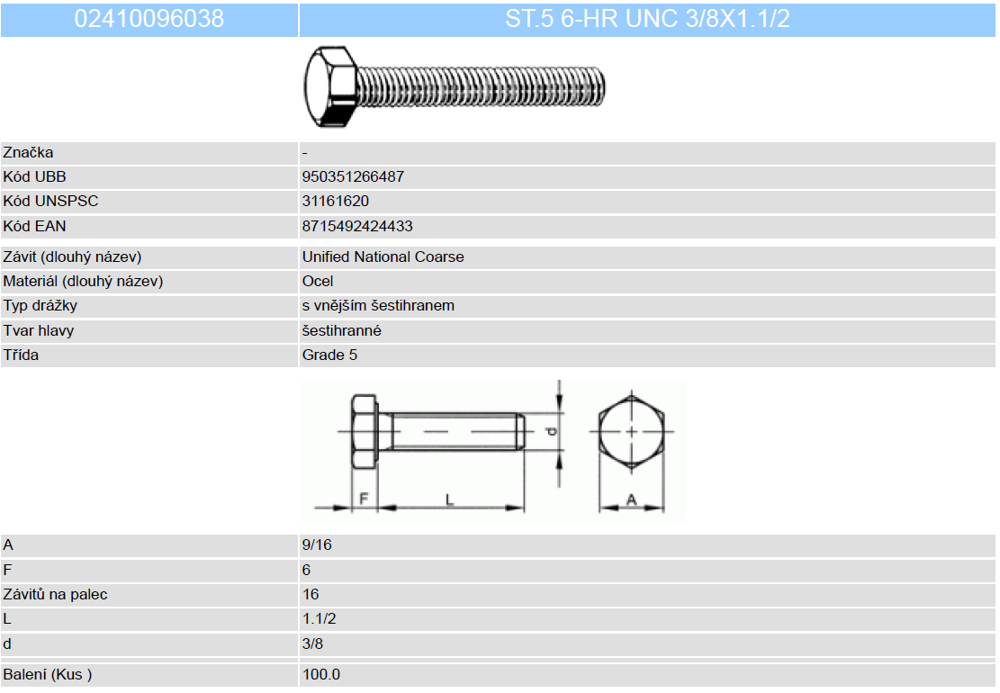 02410096038 ST.5 6-HR UNC 3/8X1.1/2
Značka -
Kód UBB 950351266487
Kód UNSPSC 31161620
Kód EAN 8715492424433
Závit (dlouhý název) Unified National Coarse
Materiál (dlouhý název) Ocel
Typ drážky s vnějším šestihranem
Tvar hlavy šestihranné
Třída Grade 5
d
F L A
A 9/16
F 6
Závitů na palec 16
L 1.1/2
d 3/8
Balení (Kus ) 100.0